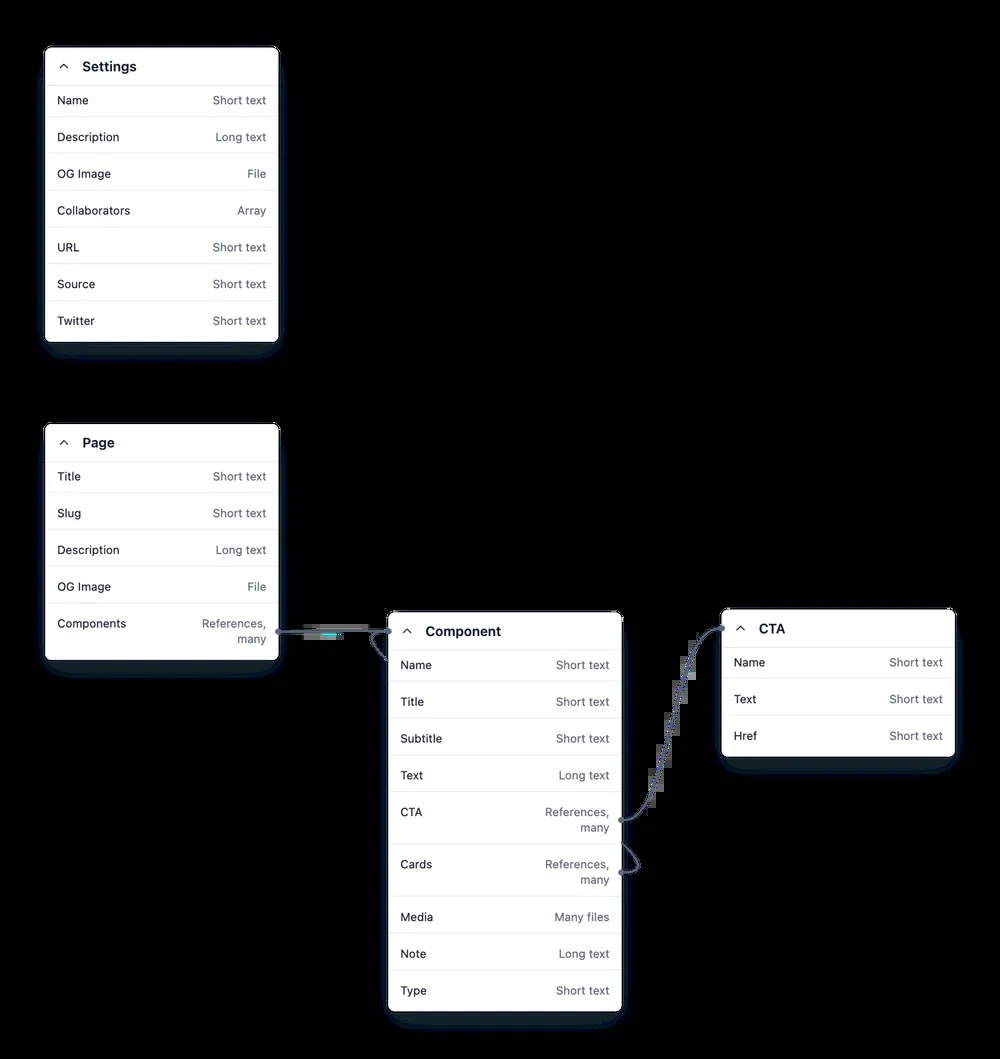 Settings
Name Short text
Description Long text
OG Image File
Collaborators Array
URL Short text
Source Short text
Twitter Short text
Page
Title Short text
Slug Short text
Description Long text
OG Image File
Components References,
many
Component
Name Short text
Title Short text
Subtitle Short text
Text Long text
CTA References,
many
Cards References,
many
Media Many files
Note Long text
Type Short text
CTA
Name Short text
Text Short text
Href Short text